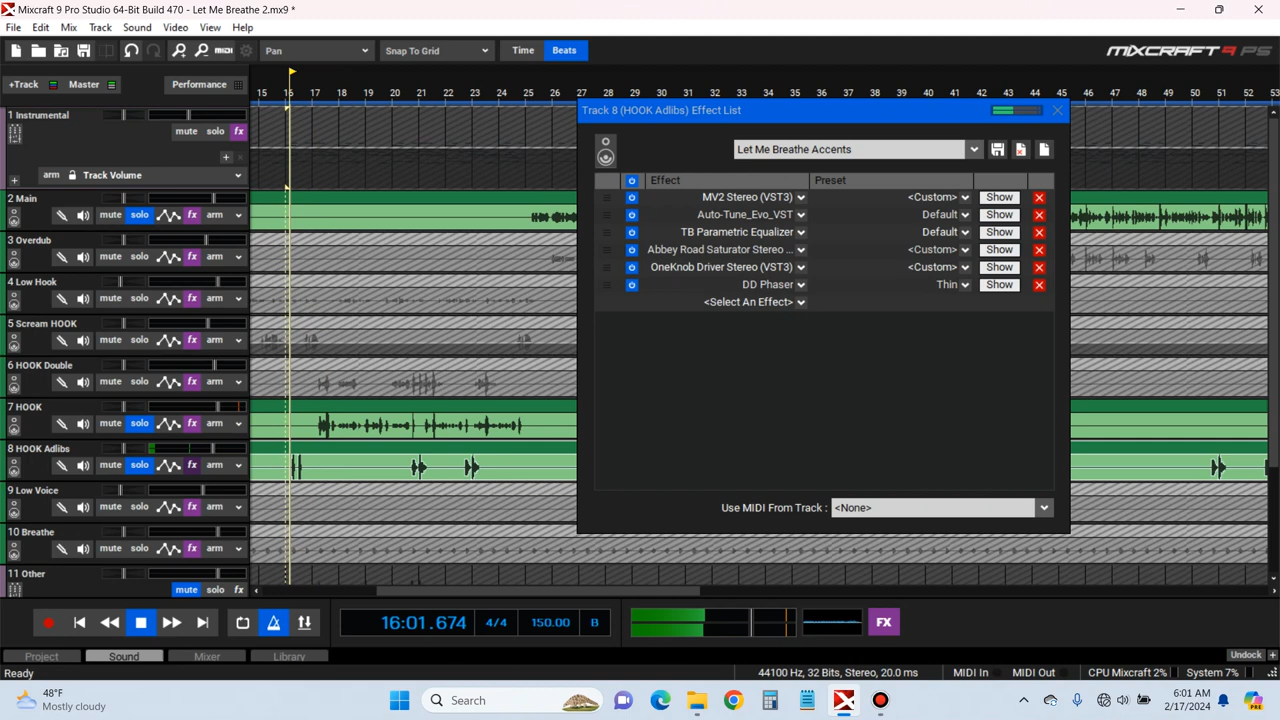 Mixcraft 9 Pro Studio 64-Bit Build 470 - Let Me Breathe 2.mx9 *
File Edit Mix Track Sound Video View Help
MIDI Pan Snap To Grid Time Beats MIXCRAFT 9 PS
+Track Master Performance
15 16 17 18 19 20 21 22 23 24 25 26 27 28 29 30 31 32 33 34 35 36 37 38 39 40 41 42 43 44 45 46 47 48 49 50 51 52 53
1 Instrumental
mute solo fx
arm Track Volume
2 Main
mute solo fx arm
3 Overdub
mute solo fx arm
4 Low Hook
mute solo fx arm
5 Scream HOOK
mute solo fx arm
6 HOOK Double
mute solo fx arm
7 HOOK
mute solo fx arm
8 HOOK Adlibs
mute solo fx arm
9 Low Voice
mute solo fx arm
10 Breathe
mute solo fx arm
11 Other
mute solo fx
Track 8 (HOOK Adlibs) Effect List
Let Me Breathe Accents
Effect Preset
MV2 Stereo (VST3) <Custom> Show
Auto-Tune_Evo_VST Default Show
TB Parametric Equalizer Default Show
Abbey Road Saturator Stereo ... <Custom> Show
OneKnob Driver Stereo (VST3) <Custom> Show
DD Phaser Thin Show
<Select An Effect>
Use MIDI From Track : <None>
16:01.674 4/4 150.00 B FX
Project Sound Mixer Library Undock
Ready 44100 Hz, 32 Bits, Stereo, 20.0 ms MIDI In MIDI Out CPU Mixcraft 2% System 7%
48°F
Mostly cloudy
Search
6:01 AM
2/17/2024
PRE